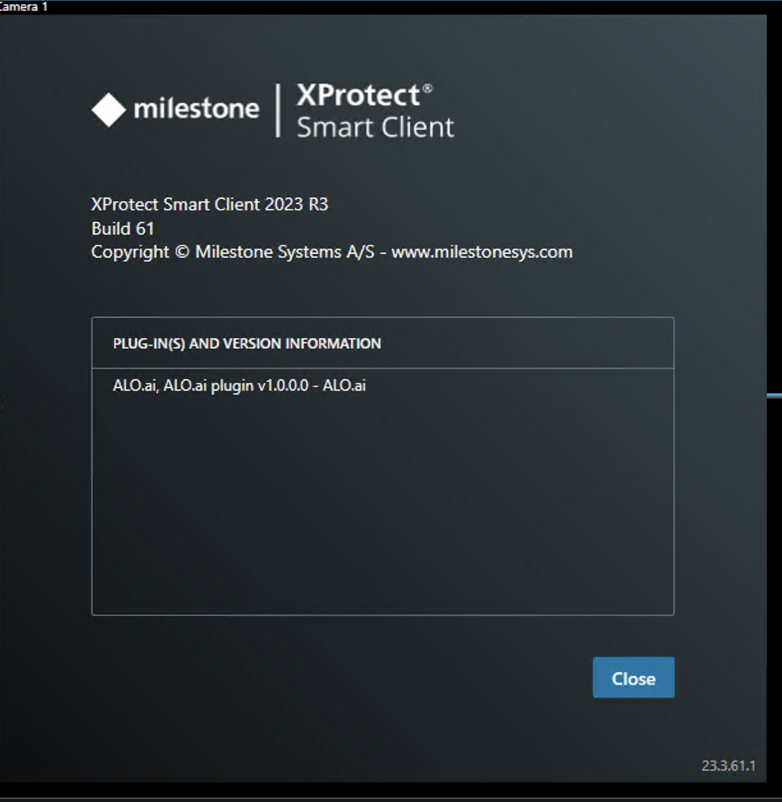 Camera 1
milestone
XProtect®
Smart Client
XProtect Smart Client 2023 R3
Build 61
Copyright © Milestone Systems A/S - www.milestonesys.com
PLUG-IN(S) AND VERSION INFORMATION
ALO.ai, ALO.ai plugin v1.0.0.0 - ALO.ai
Close
23.3.61.1